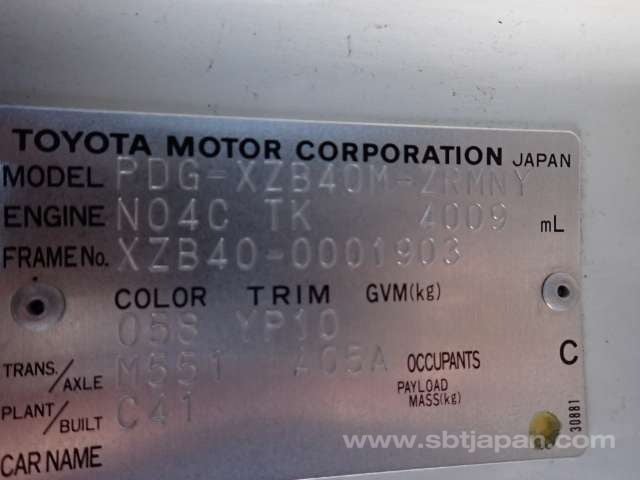 TOYOTA MOTOR CORPORATION JAPAN
MODEL PDG-XZB40M-ZRMNY
ENGINE N04C TK 4009 mL
FRAME No. XZB40-0001903
COLOR TRIM GVM(kg)
058 YP10
TRANS./AXLE M551 A05A OCCUPANTS C
PAYLOAD MASS(kg)
PLANT/BUILT C41
30881
CAR NAME
www.sbtjapan.com